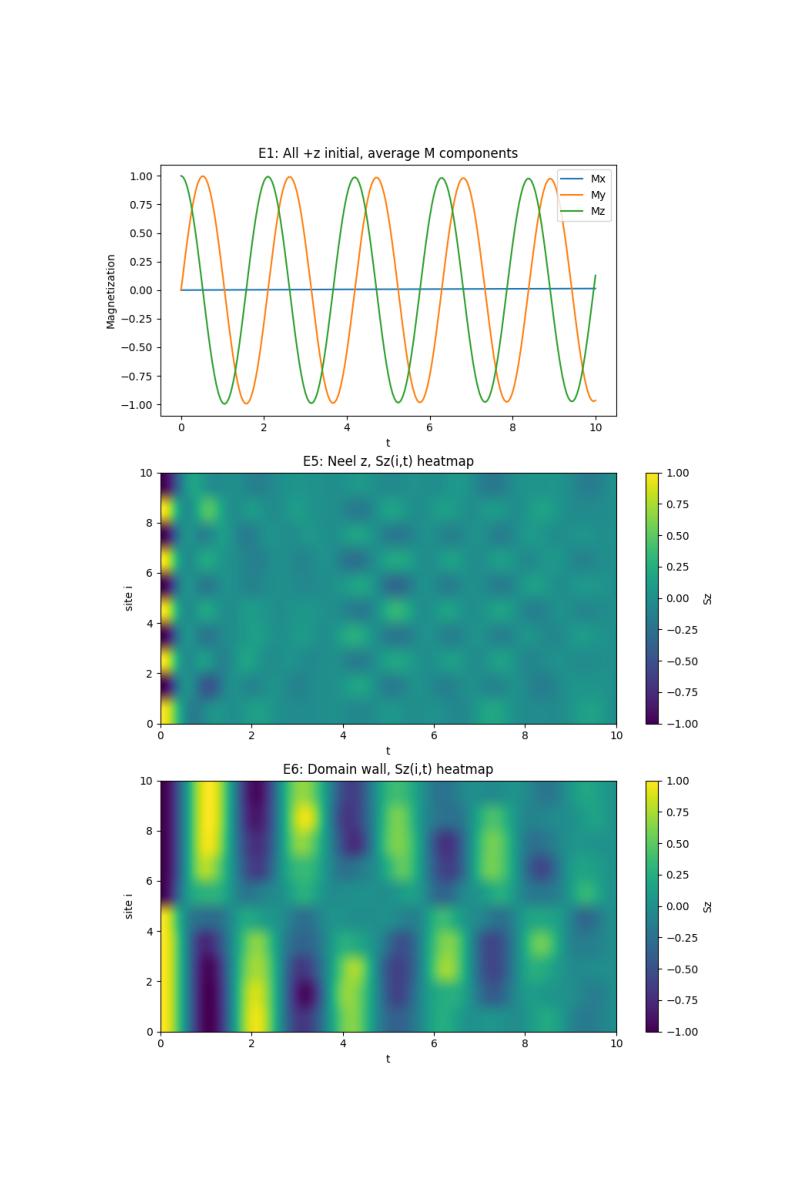 E1: All +z initial, average M components
1.00
0.75
0.50
0.25
0.00
−0.25
−0.50
−0.75
−1.00
Magnetization
Mx
My
Mz
0 2 4 6 8 10
t
E5: Neel z, Sz(i,t) heatmap
10
8
6
4
2
0
site i
0 2 4 6 8 10
t
1.00
0.75
0.50
0.25
0.00
−0.25
−0.50
−0.75
−1.00
Sz
E6: Domain wall, Sz(i,t) heatmap
10
8
6
4
2
0
site i
0 2 4 6 8 10
t
1.00
0.75
0.50
0.25
0.00
−0.25
−0.50
−0.75
−1.00
Sz